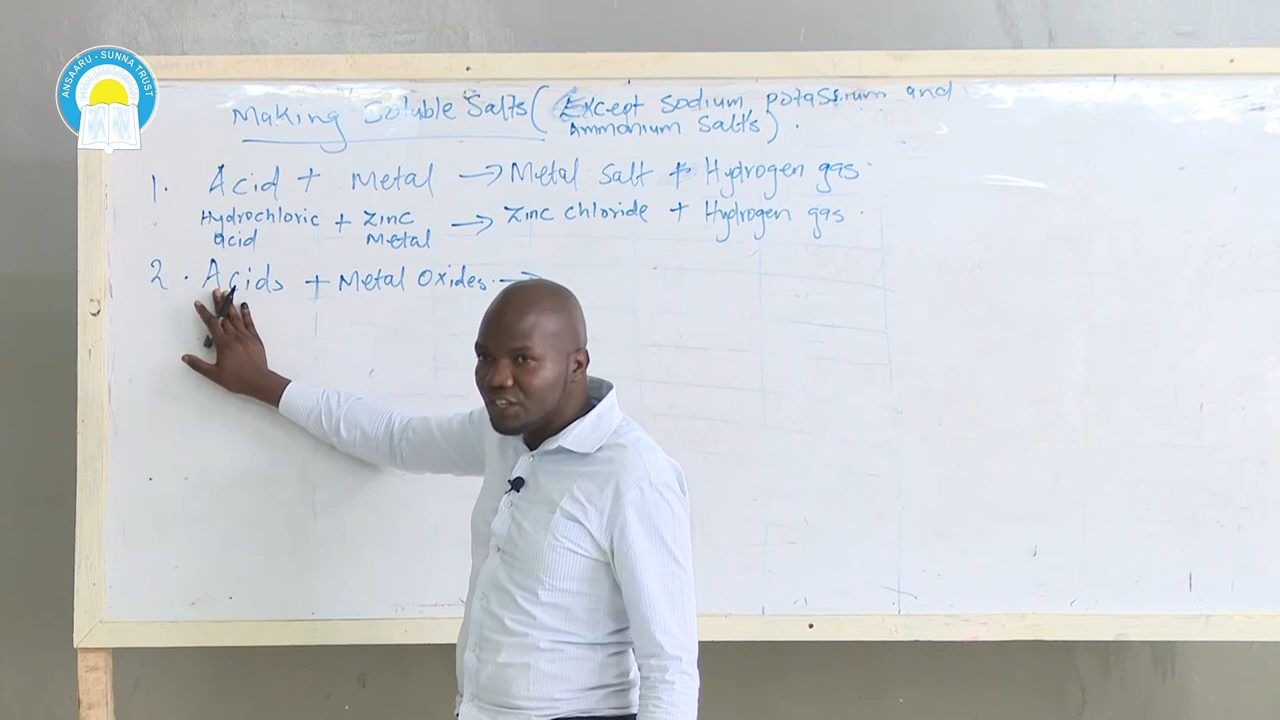 ANSAARU - SUNNA TRUST
Making Soluble Salts (Except sodium, potassium and
Ammonium salts).
1. Acid + Metal → Metal salt + Hydrogen gas.
Hydrochloric acid + Zinc Metal → Zinc chloride + Hydrogen gas.
2. Acids + Metal Oxides →